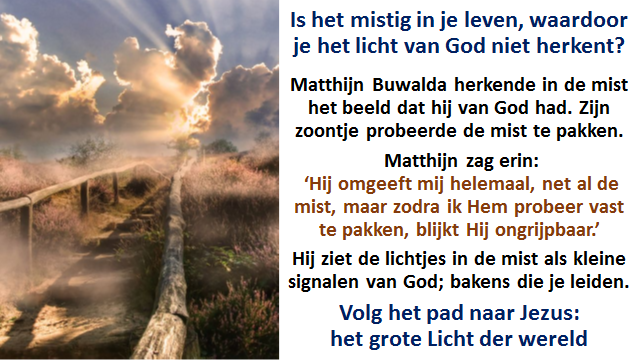 Is het mistig in je leven, waardoor
je het licht van God niet herkent?
Matthijn Buwalda herkende in de mist
het beeld dat hij van God had. Zijn
zoontje probeerde de mist te pakken.
Matthijn zag erin:
‘Hij omgeeft mij helemaal, net al de
mist, maar zodra ik Hem probeer vast
te pakken, blijkt Hij ongrijpbaar.’
Hij ziet de lichtjes in de mist als kleine
signalen van God; bakens die je leiden.
Volg het pad naar Jezus:
het grote Licht der wereld